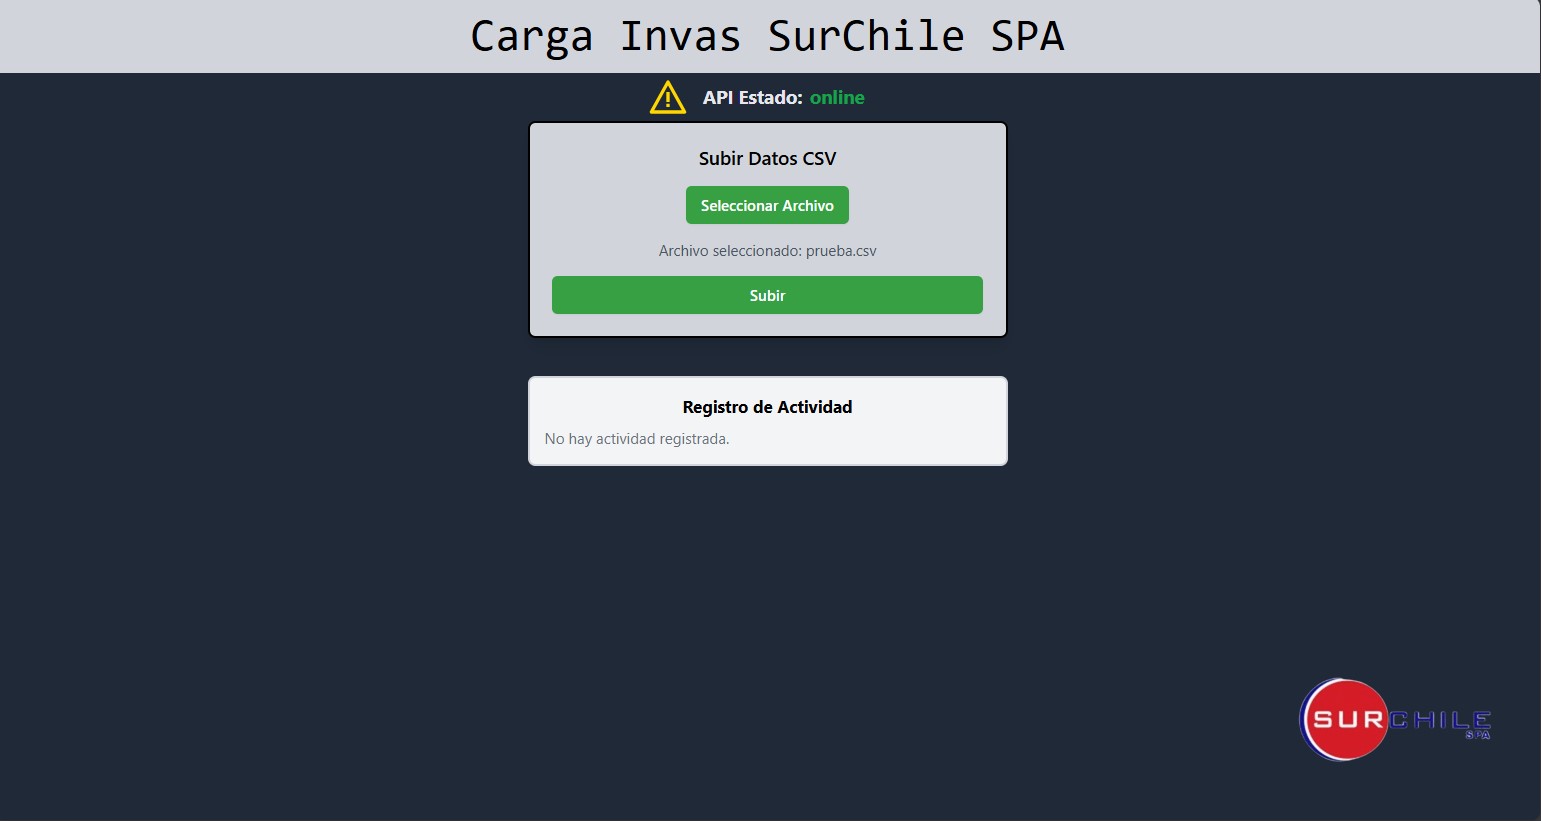 Carga Invas SurChile SPA
API Estado: online
Subir Datos CSV
Seleccionar Archivo
Archivo seleccionado: prueba.csv
Subir
Registro de Actividad
No hay actividad registrada.
SURCHILE
SPA